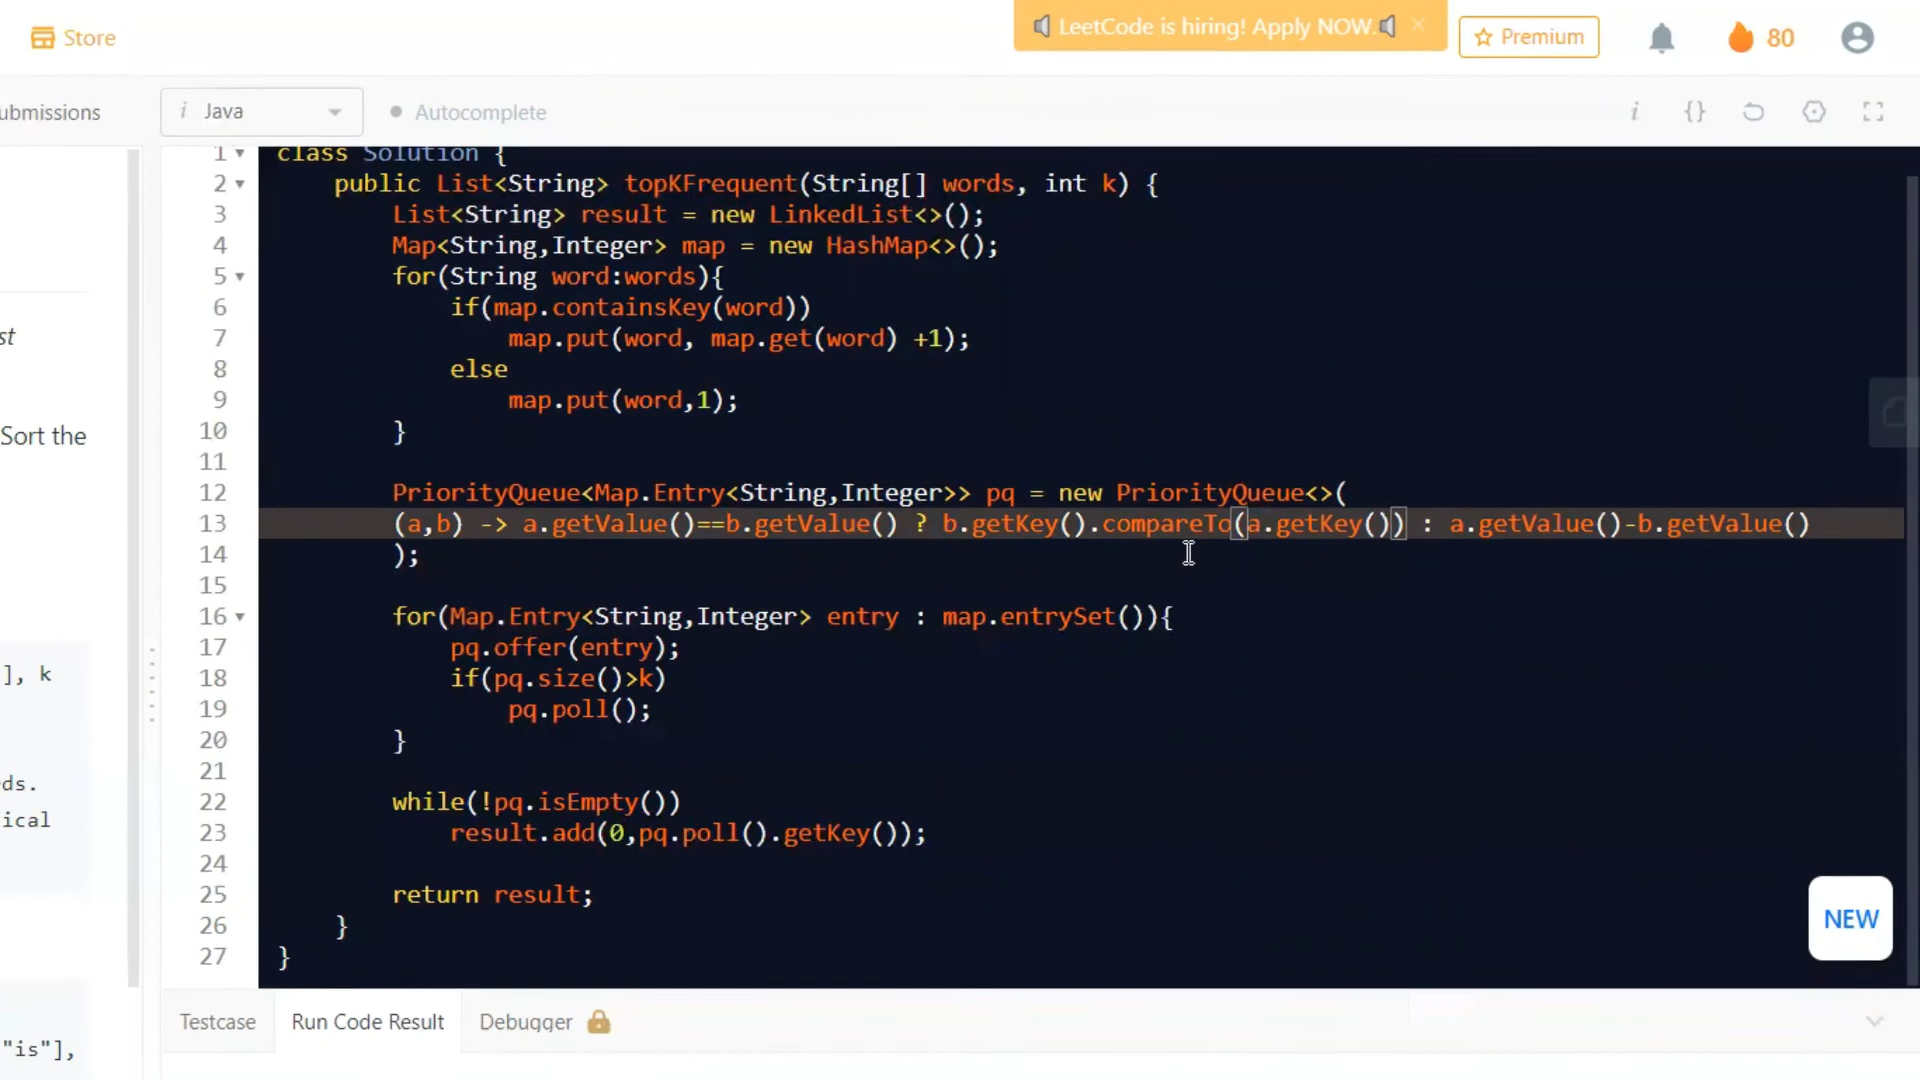 Store
LeetCode is hiring! Apply NOW.
Premium
80
ubmissions
i Java
Autocomplete
i {}
st
Sort the
], k
ds.
ical
"is"],
1 class Solution {
2 public List<String> topKFrequent(String[] words, int k) {
3 List<String> result = new LinkedList<>();
4 Map<String,Integer> map = new HashMap<>();
5 for(String word:words){
6 if(map.containsKey(word))
7 map.put(word, map.get(word) +1);
8 else
9 map.put(word,1);
10 }
11
12 PriorityQueue<Map.Entry<String,Integer>> pq = new PriorityQueue<>(
13 (a,b) -> a.getValue()==b.getValue() ? b.getKey().compareTo(a.getKey()) : a.getValue()-b.getValue()
14 );
15
16 for(Map.Entry<String,Integer> entry : map.entrySet()){
17 pq.offer(entry);
18 if(pq.size()>k)
19 pq.poll();
20 }
21
22 while(!pq.isEmpty())
23 result.add(0,pq.poll().getKey());
24
25 return result;
26 }
27 }
NEW
Testcase
Run Code Result
Debugger